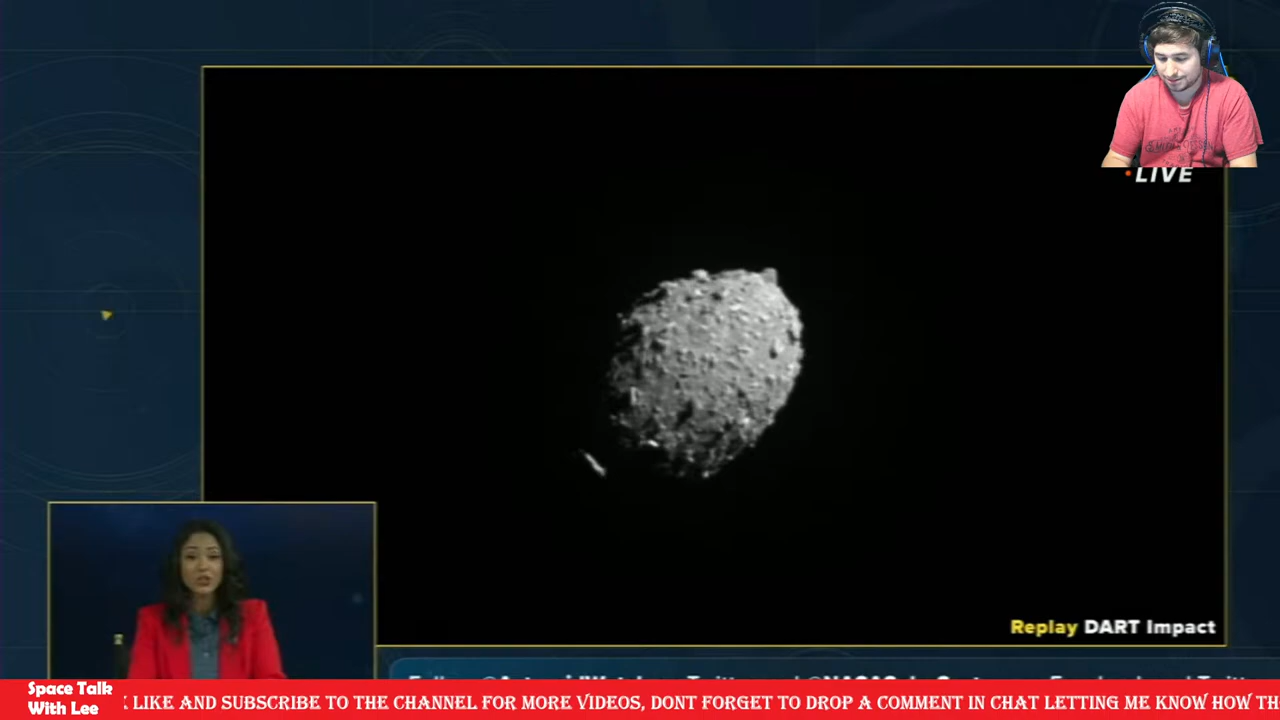 LIVE
Replay DART Impact
Space Talk
With Lee
LIKE AND SUBSCRIBE TO THE CHANNEL FOR MORE VIDEOS, DONT FORGET TO DROP A COMMENT IN CHAT LETTING ME KNOW HOW TH